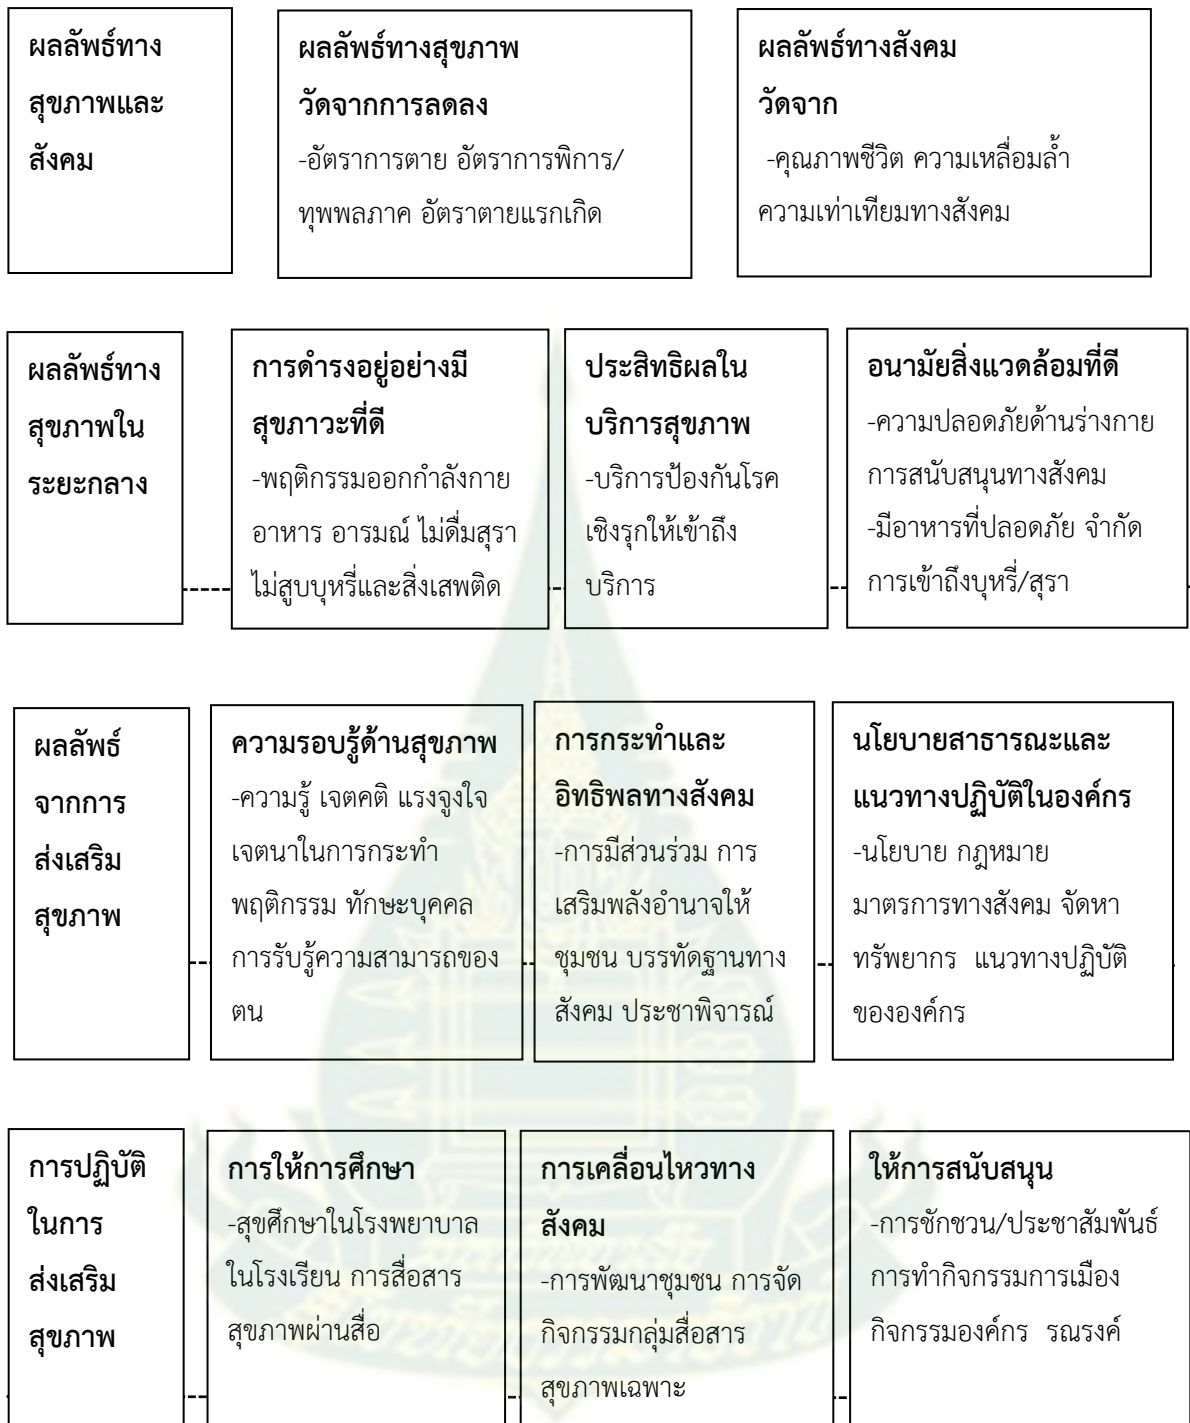 ผลลัพธ์ทาง
สุขภาพและ
สังคม
ผลลัพธ์ทางสุขภาพ
วัดจากการลดลง
-อัตราการตาย อัตราการพิการ/
ทุพพลภาค อัตราตายแรกเกิด
ผลลัพธ์ทางสังคม
วัดจาก
-คุณภาพชีวิต ความเหลื่อมล้ำ
ความเท่าเทียมทางสังคม
ผลลัพธ์ทาง
สุขภาพใน
ระยะกลาง
การดำรงอยู่อย่างมี
สุขภาวะที่ดี
-พฤติกรรมออกกำลังกาย
อาหาร อารมณ์ ไม่ดื่มสุรา
ไม่สูบบุหรี่และสิ่งเสพติด
ประสิทธิผลใน
บริการสุขภาพ
-บริการป้องกันโรค
เชิงรุกให้เข้าถึง
บริการ
อนามัยสิ่งแวดล้อมที่ดี
-ความปลอดภัยด้านร่างกาย
การสนับสนุนทางสังคม
-มีอาหารที่ปลอดภัย จำกัด
การเข้าถึงบุหรี่/สุรา
ผลลัพธ์
จากการ
ส่งเสริม
สุขภาพ
ความรอบรู้ด้านสุขภาพ
-ความรู้ เจตคติ แรงจูงใจ
เจตนาในการกระทำ
พฤติกรรม ทักษะบุคคล
การรับรู้ความสามารถของ
ตน
การกระทำและ
อิทธิพลทางสังคม
-การมีส่วนร่วม การ
เสริมพลังอำนาจให้
ชุมชน บรรทัดฐานทาง
สังคม ประชาพิจารณ์
นโยบายสาธารณะและ
แนวทางปฏิบัติในองค์กร
-นโยบาย กฎหมาย
มาตรการทางสังคม จัดหา
ทรัพยากร แนวทางปฏิบัติ
ขององค์กร
การปฏิบัติ
ในการ
ส่งเสริม
สุขภาพ
การให้การศึกษา
-สุขศึกษาในโรงพยาบาล
ในโรงเรียน การสื่อสาร
สุขภาพผ่านสื่อ
การเคลื่อนไหวทาง
สังคม
-การพัฒนาชุมชน การจัด
กิจกรรมกลุ่มสื่อสาร
สุขภาพเฉพาะ
ให้การสนับสนุน
-การชักชวน/ประชาสัมพันธ์
การทำกิจกรรมการเมือง
กิจกรรมองค์กร รณรงค์